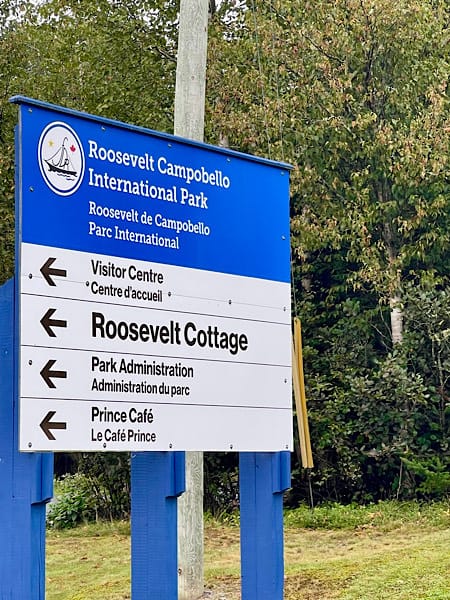 Roosevelt Campobello
International Park
Roosevelt de Campobello
Parc International
Visitor Centre
Centre d'accueil
Roosevelt Cottage
Park Administration
Administration du parc
Prince Café
Le Café Prince